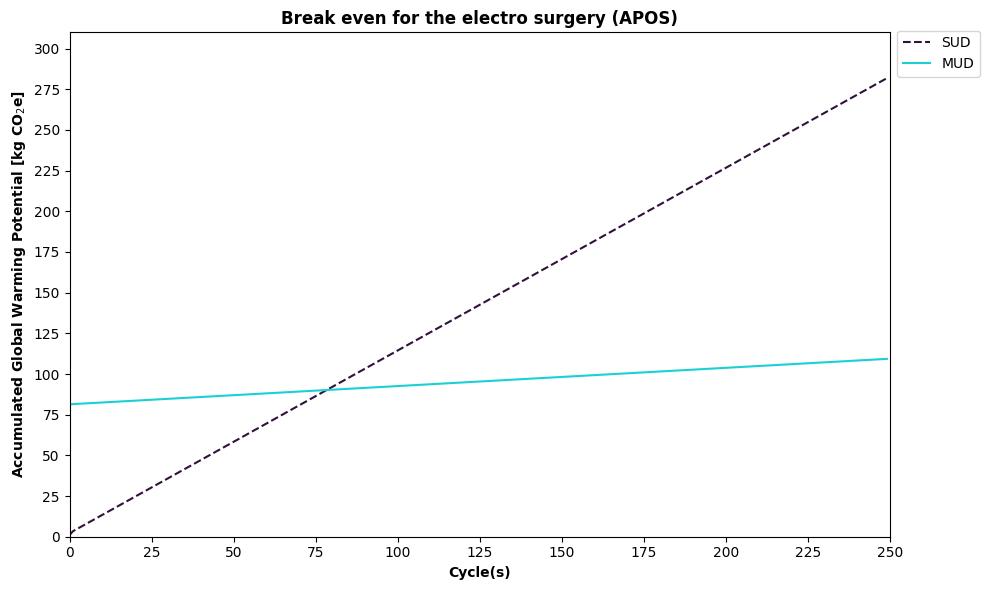 Break even for the electro surgery (APOS)
SUD
MUD
Accumulated Global Warming Potential [kg CO₂e]
300
275
250
225
200
175
150
125
100
75
50
25
0
0 25 50 75 100 125 150 175 200 225 250
Cycle(s)